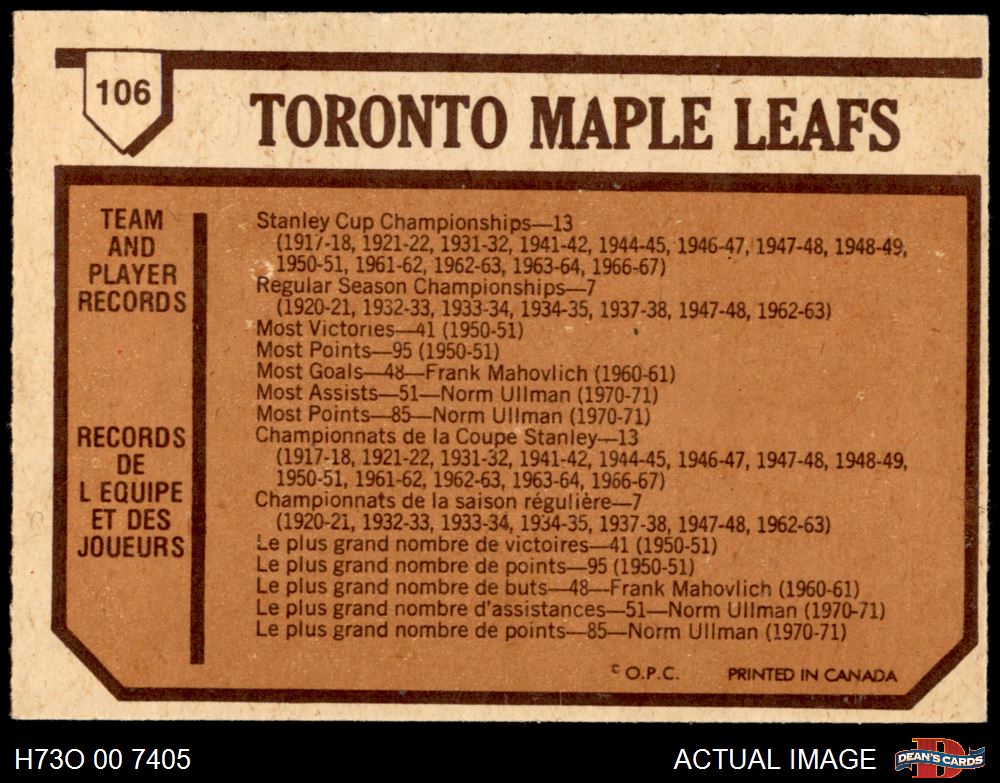 106
TORONTO MAPLE LEAFS
TEAM
AND
PLAYER
RECORDS
Stanley Cup Championships—13
(1917-18, 1921-22, 1931-32, 1941-42, 1944-45, 1946-47, 1947-48, 1948-49,
1950-51, 1961-62, 1962-63, 1963-64, 1966-67)
Regular Season Championships—7
(1920-21, 1932-33, 1933-34, 1934-35, 1937-38, 1947-48, 1962-63)
Most Victories—41 (1950-51)
Most Points—95 (1950-51)
Most Goals—48—Frank Mahovlich (1960-61)
Most Assists—51—Norm Ullman (1970-71)
Most Points—85—Norm Ullman (1970-71)
RECORDS
DE
L EQUIPE
ET DES
JOUEURS
Championnats de la Coupe Stanley—13
(1917-18, 1921-22, 1931-32, 1941-42, 1944-45, 1946-47, 1947-48, 1948-49,
1950-51, 1961-62, 1962-63, 1963-64, 1966-67)
Championnats de la saison régulière—7
(1920-21, 1932-33, 1933-34, 1934-35, 1937-38, 1947-48, 1962-63)
Le plus grand nombre de victoires—41 (1950-51)
Le plus grand nombre de points—95 (1950-51)
Le plus grand nombre de buts—48—Frank Mahovlich (1960-61)
Le plus grand nombre d'assistances—51—Norm Ullman (1970-71)
Le plus grand nombre de points—85—Norm Ullman (1970-71)
© O.P.C. PRINTED IN CANADA
H73O 00 7405
ACTUAL IMAGE
D
DEAN'S CARDS